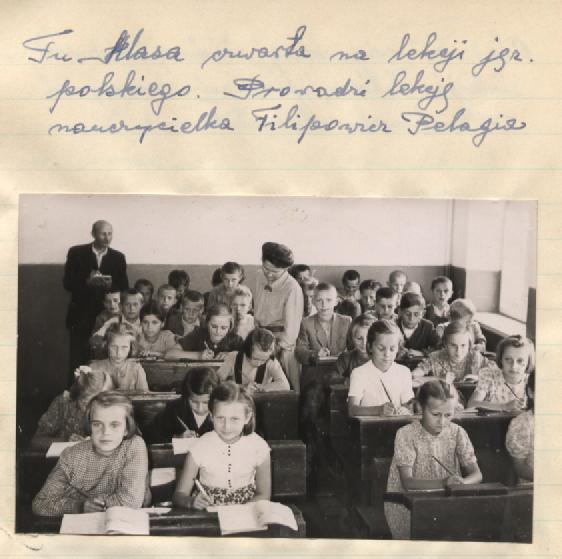 Tu Klasa czwarta na lekcji jęz.
polskiego. Prowadzi lekcję
nauczycielka Filipowicz Pelagia